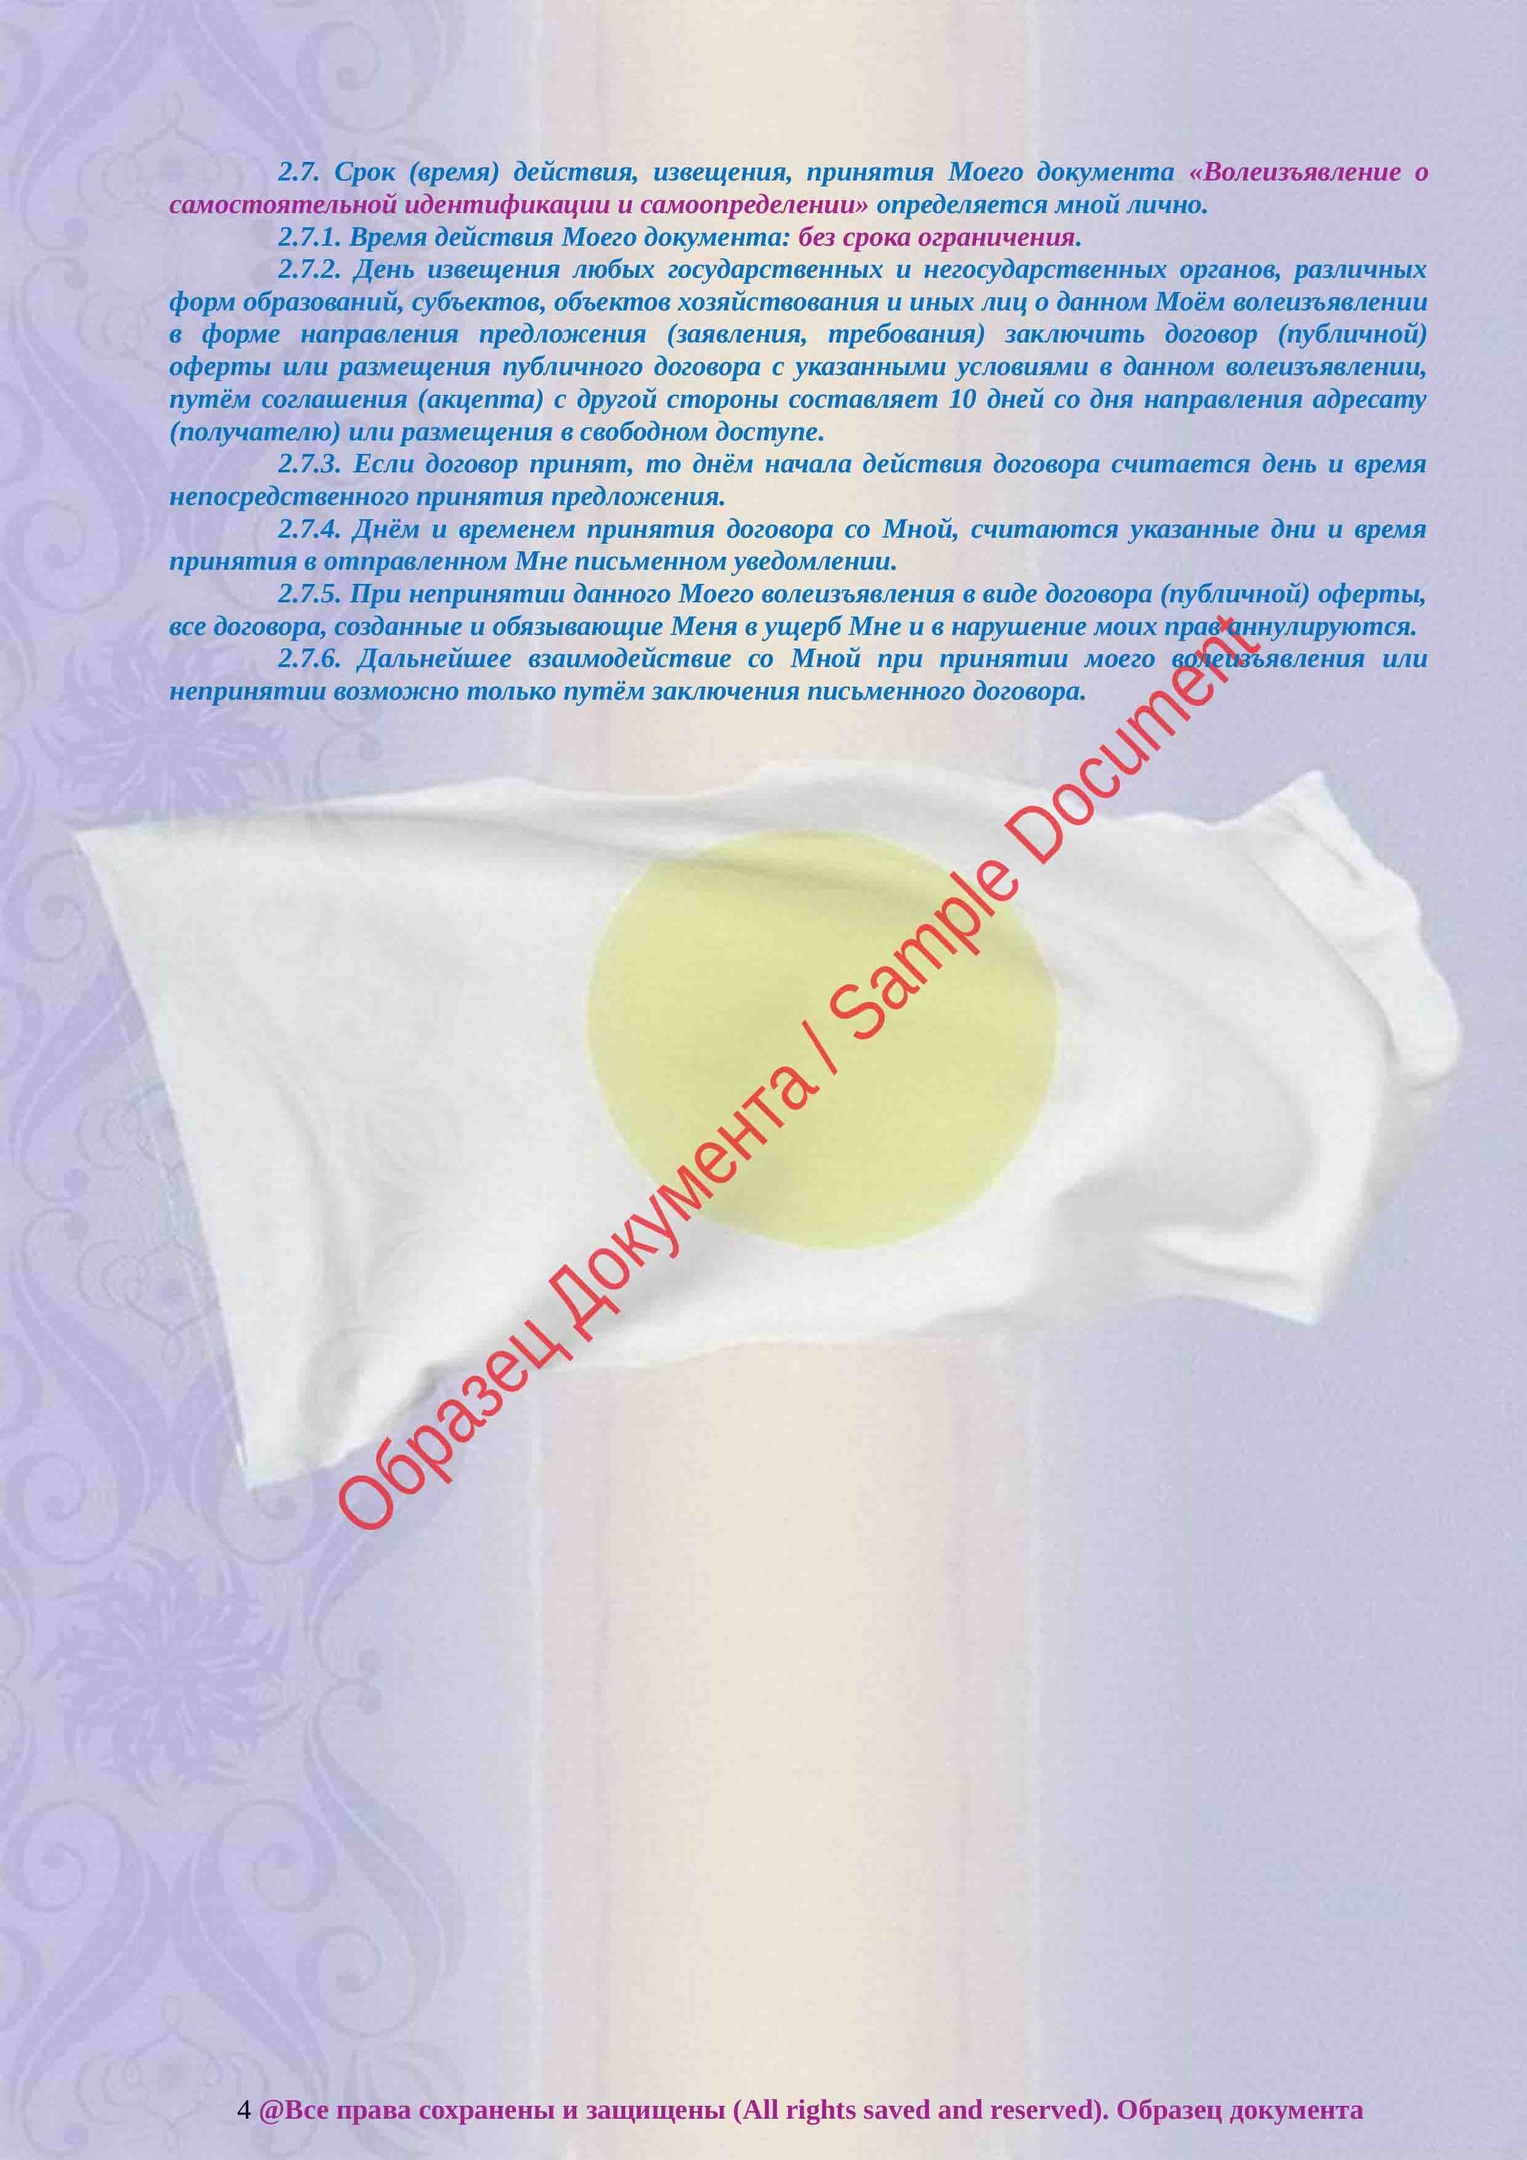 2.7. Срок (время) действия, извещения, принятия Моего документа «Волеизъявление о
самостоятельной идентификации и самоопределении» определяется мной лично.
2.7.1. Время действия Моего документа: без срока ограничения.
2.7.2. День извещения любых государственных и негосударственных органов, различных
форм образований, субъектов, объектов хозяйствования и иных лиц о данном Моём волеизъявлении
в форме направления предложения (заявления, требования) заключить договор (публичной)
оферты или размещения публичного договора с указанными условиями в данном волеизъявлении,
путём соглашения (акцепта) с другой стороны составляет 10 дней со дня направления адресату
(получателю) или размещения в свободном доступе.
2.7.3. Если договор принят, то днём начала действия договора считается день и время
непосредственного принятия предложения.
2.7.4. Днём и временем принятия договора со Мной, считаются указанные дни и время
принятия в отправленном Мне письменном уведомлении.
2.7.5. При непринятии данного Моего волеизъявления в виде договора (публичной) оферты,
все договора, созданные и обязывающие Меня в ущерб Мне и в нарушение моих прав аннулируются.
2.7.6. Дальнейшее взаимодействие со Мной при принятии моего волеизъявления или
непринятии возможно только путём заключения письменного договора.
Образец Документа / Sample Document
4 @Все права сохранены и защищены (All rights saved and reserved). Образец документа